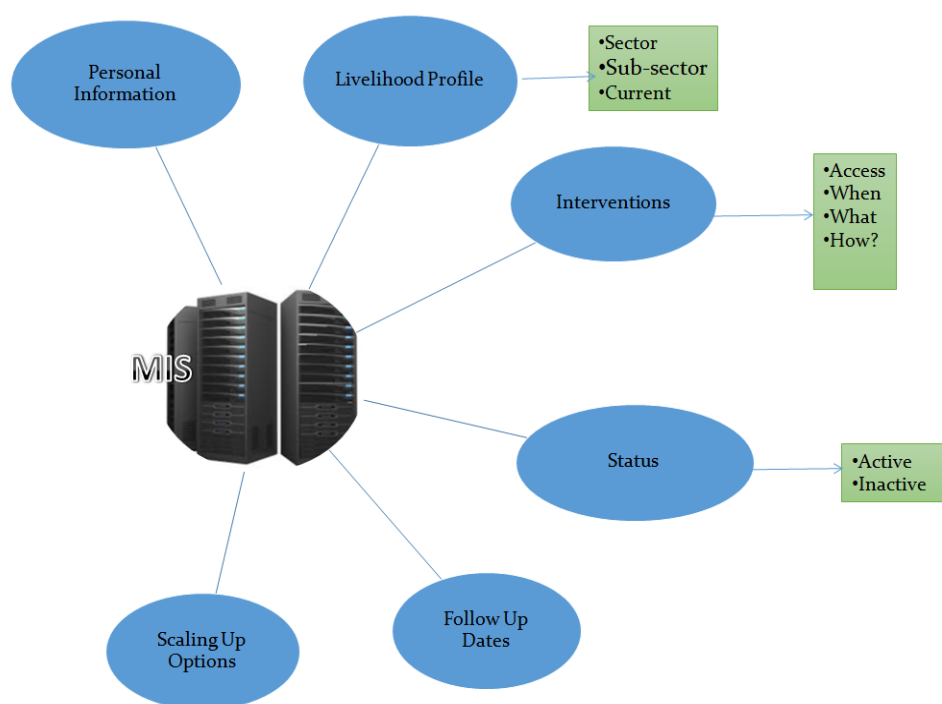 Personal
Information
Livelihood Profile
•Sector
•Sub-sector
•Current
Interventions
•Access
•When
•What
•How?
MIS
Status
•Active
•Inactive
Follow Up
Dates
Scaling Up
Options